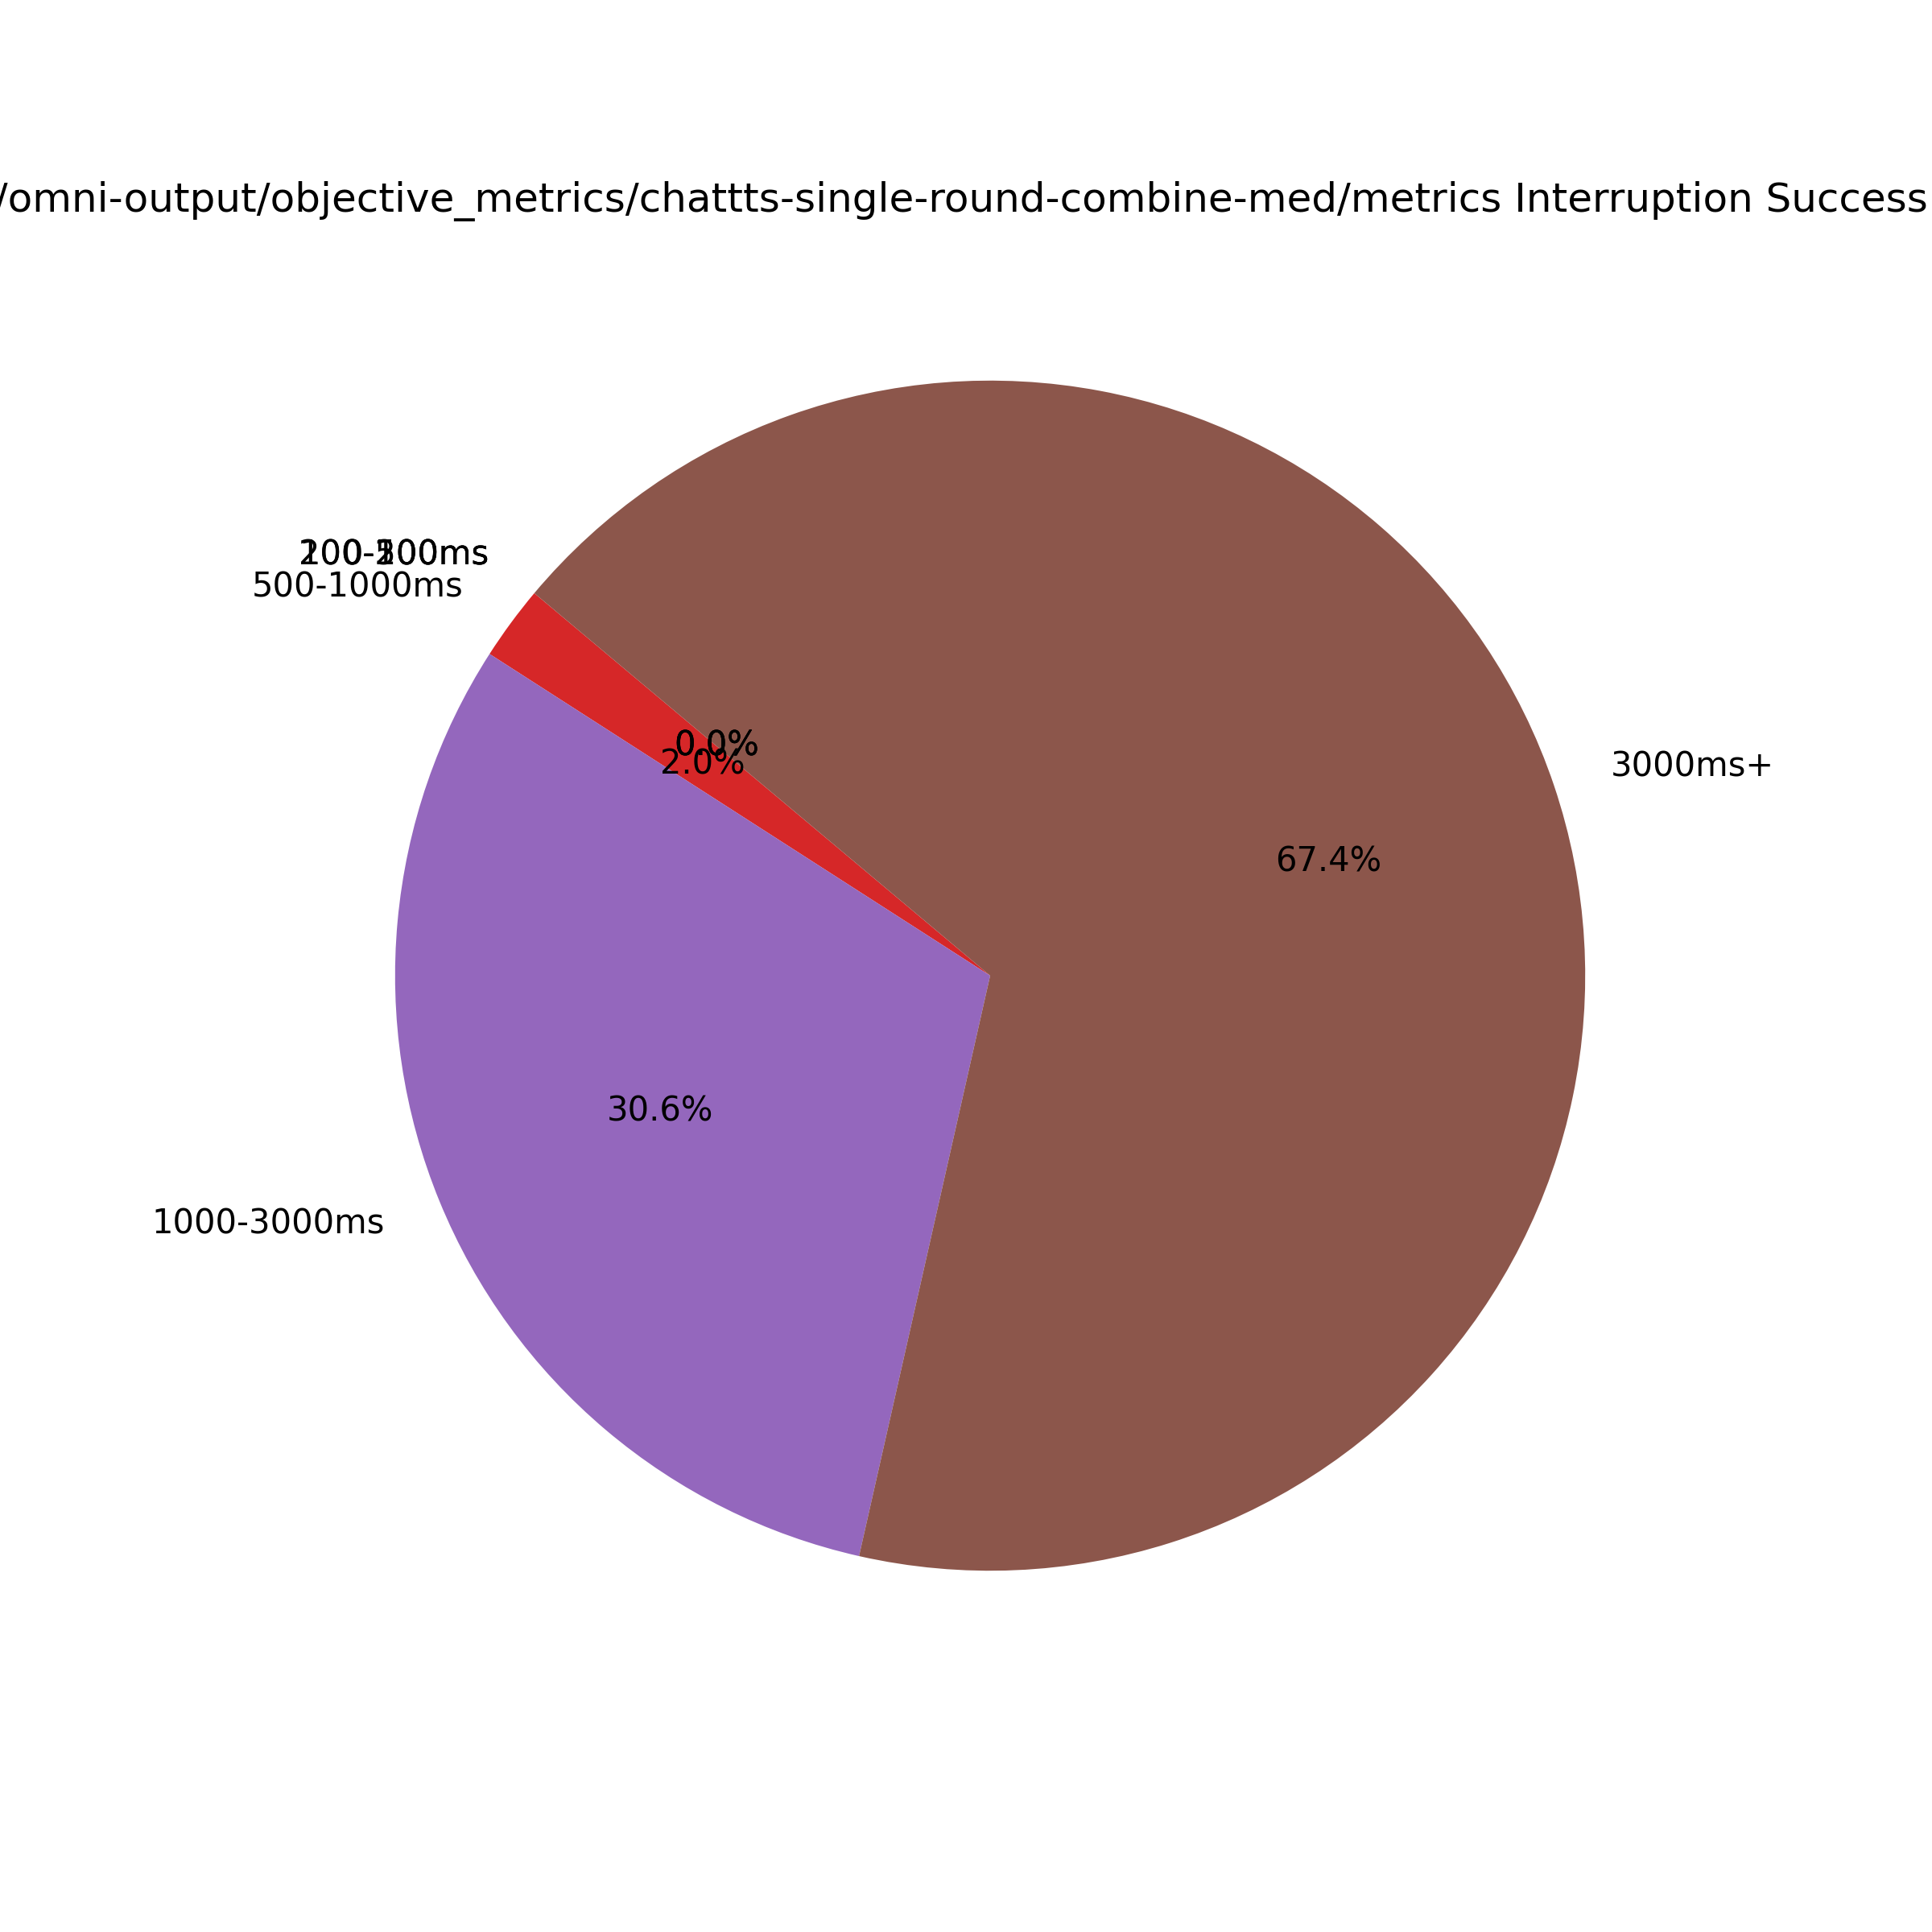 /omni-output/objective_metrics/chattts-single-round-combine-med/metrics Interruption Success
500-1000ms
0.0%
2.0%
3000ms+
67.4%
30.6%
1000-3000ms